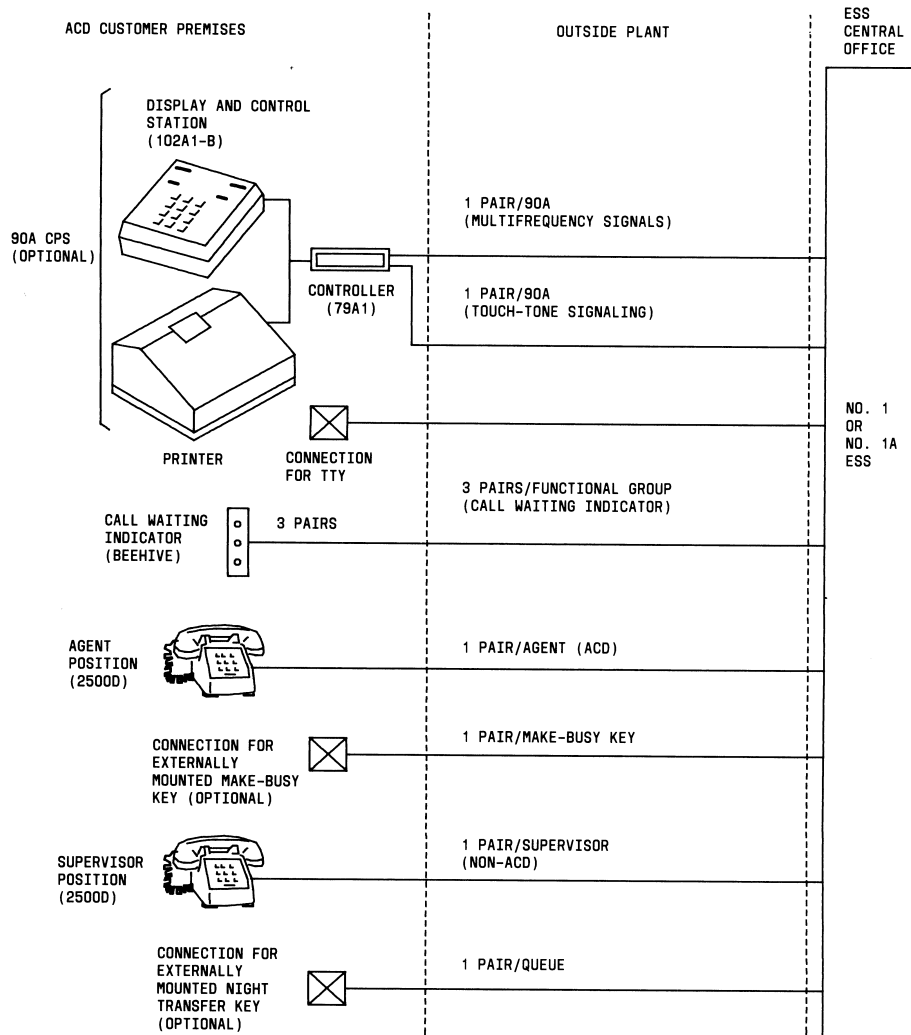 ACD CUSTOMER PREMISES
OUTSIDE PLANT
ESS
CENTRAL
OFFICE
DISPLAY AND CONTROL
STATION
(102A1-B)
90A CPS
(OPTIONAL)
1 PAIR/90A
(MULTIFREQUENCY SIGNALS)
CONTROLLER
(79A1)
1 PAIR/90A
(TOUCH-TONE SIGNALING)
PRINTER
CONNECTION
FOR TTY
NO. 1
OR
NO. 1A
ESS
CALL WAITING
INDICATOR
(BEEHIVE)
3 PAIRS
3 PAIRS/FUNCTIONAL GROUP
(CALL WAITING INDICATOR)
AGENT
POSITION
(2500D)
1 PAIR/AGENT (ACD)
CONNECTION FOR
EXTERNALLY
MOUNTED MAKE-BUSY
KEY (OPTIONAL)
1 PAIR/MAKE-BUSY KEY
SUPERVISOR
POSITION
(2500D)
1 PAIR/SUPERVISOR
(NON-ACD)
CONNECTION FOR
EXTERNALLY
MOUNTED NIGHT
TRANSFER KEY
(OPTIONAL)
1 PAIR/QUEUE